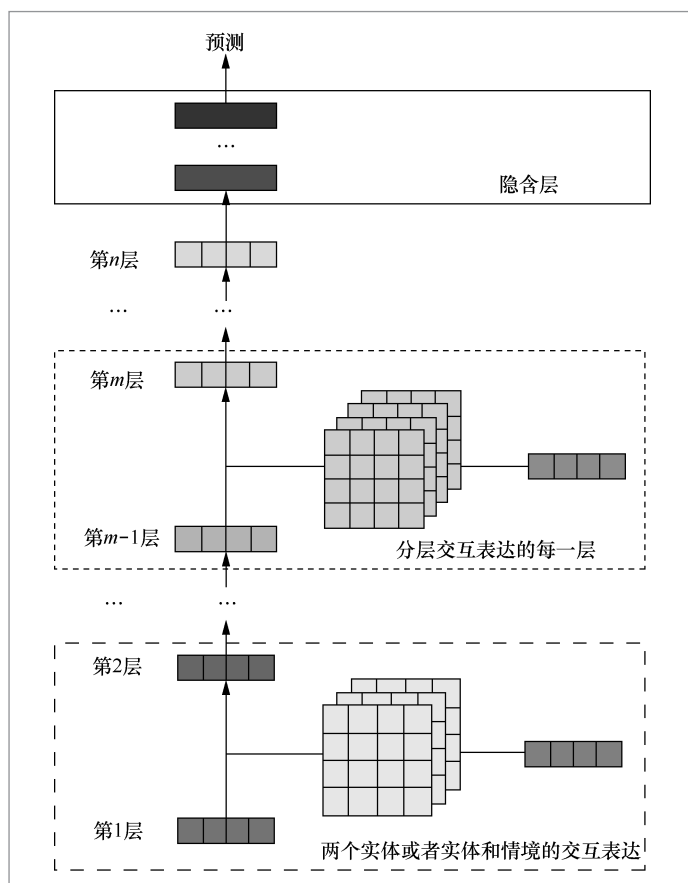 预测
…
隐含层
第n层
… …
第m层
第m-1层
分层交互表达的每一层
… …
第2层
第1层
两个实体或者实体和情境的交互表达